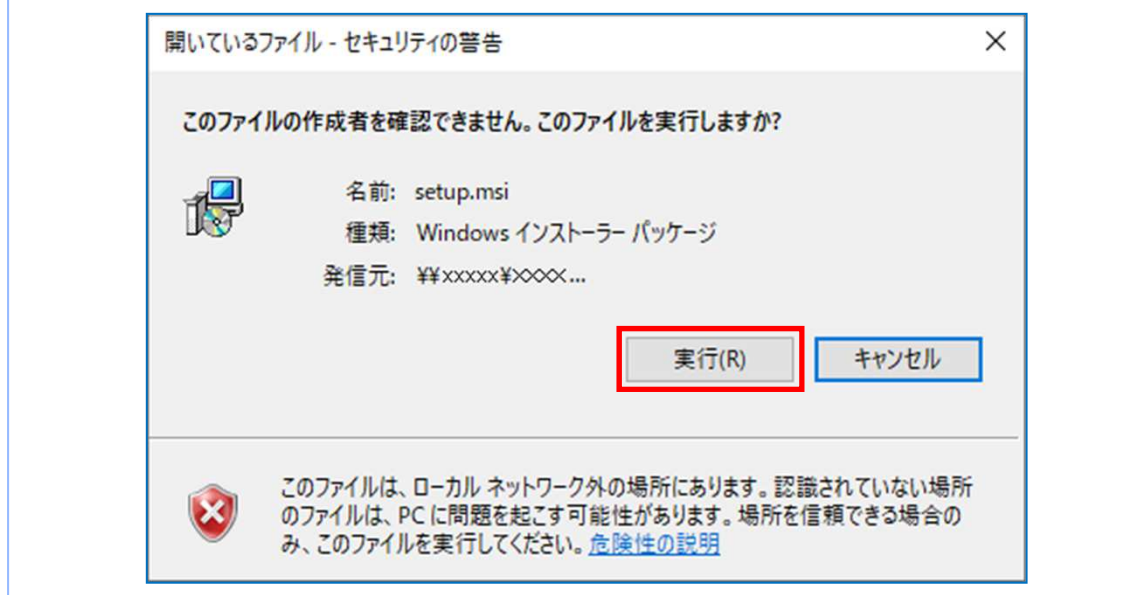 開いているファイル - セキュリティの警告
このファイルの作成者を確認できません。このファイルを実行しますか?
名前: setup.msi
種類: Windows インストーラー パッケージ
発信元: ¥¥xxxxx¥xxxx...
実行(R) キャンセル
このファイルは、ローカル ネットワーク外の場所にあります。認識されていない場所
のファイルは、PC に問題を起こす可能性があります。場所を信頼できる場合の
み、このファイルを実行してください。危険性の説明